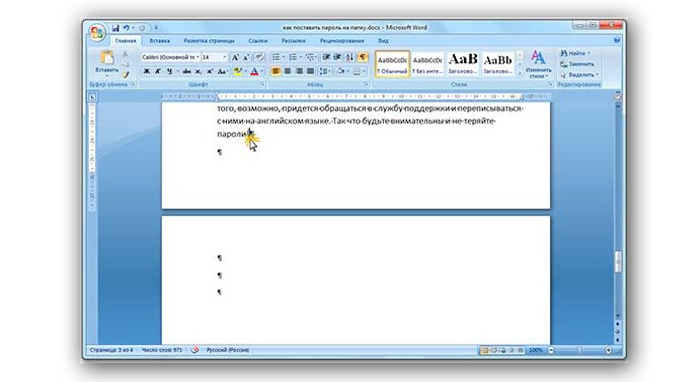 как поставить пароль на папку.docx - Microsoft Word
Главная Вставка Разметка страницы Ссылки Рассылки Рецензирование Вид
Calibri (Основной те 14
AaBbCcDc AaBbCcDc AaBbC AaBbC
Вставить
¶ Обычный ¶ Без инте... Заголово... Заголово...
Изменить стили
Найти
Заменить
Выделить
Буфер обмена Шрифт Абзац Стили Редактирование
того, возможно, придется обращаться в службу поддержки и переписываться
с ними на английском языке. Так что будьте внимательны и не теряйте
пароли
¶
¶
¶
¶
Страница: 3 из 4 Число слов: 971 Русский (Россия) 100%